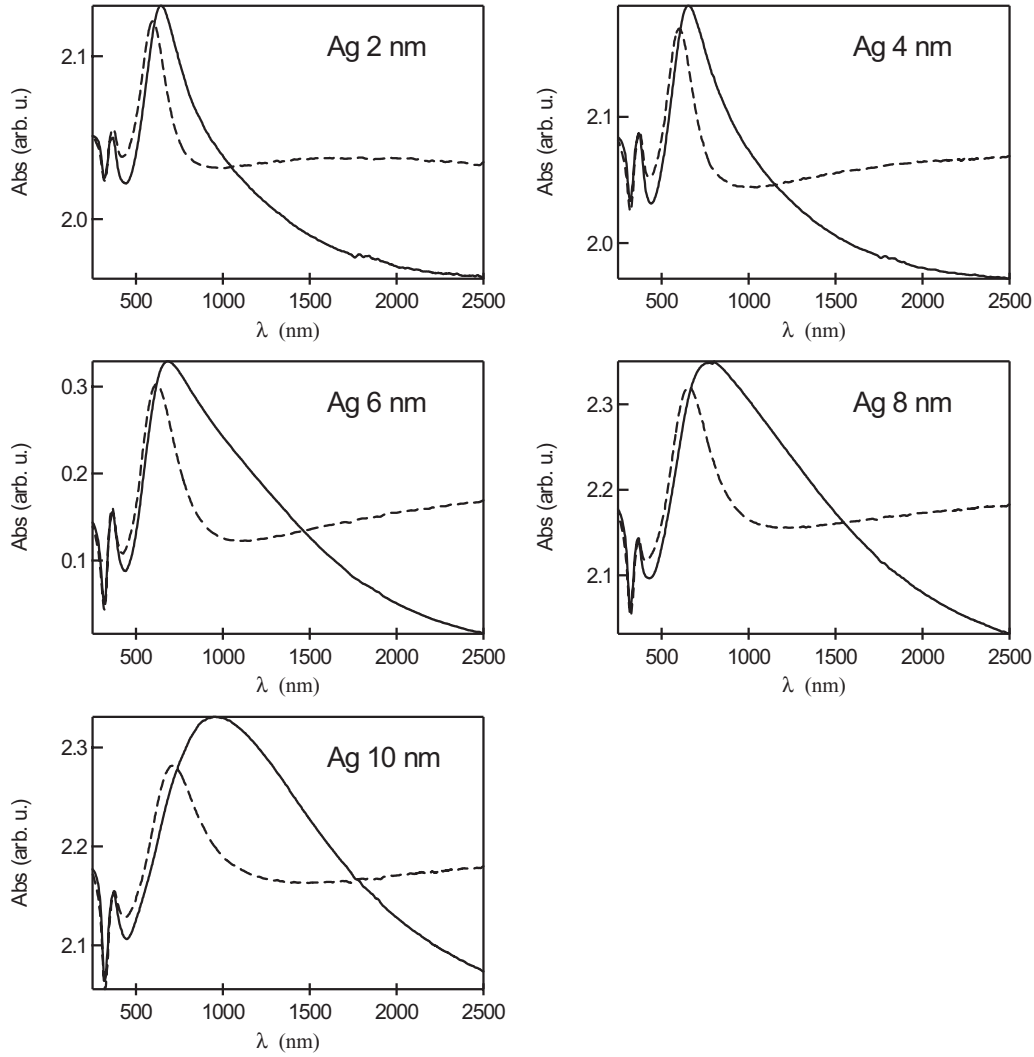 Ag 2 nm
Abs (arb. u.)
2.1
2.0
500 1000 1500 2000 2500
λ (nm)
Ag 4 nm
Abs (arb. u.)
2.1
2.0
500 1000 1500 2000 2500
λ (nm)
Ag 6 nm
Abs (arb. u.)
0.3
0.2
0.1
500 1000 1500 2000 2500
λ (nm)
Ag 8 nm
Abs (arb. u.)
2.3
2.2
2.1
500 1000 1500 2000 2500
λ (nm)
Ag 10 nm
Abs (arb. u.)
2.3
2.2
2.1
500 1000 1500 2000 2500
λ (nm)